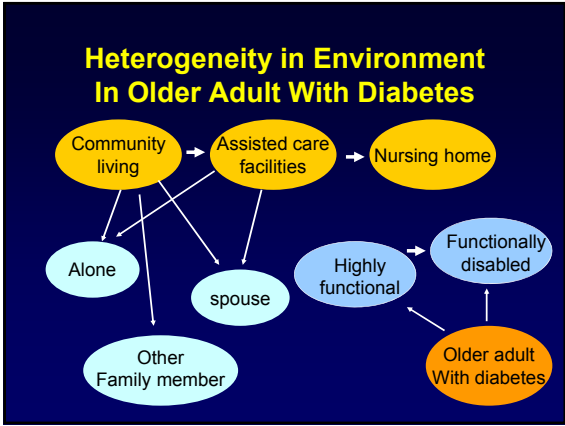 Heterogeneity in Environment
In Older Adult With Diabetes
Community
living
Assisted care
facilities
Nursing home
Alone
spouse
Other
Family member
Highly
functional
Functionally
disabled
Older adult
With diabetes